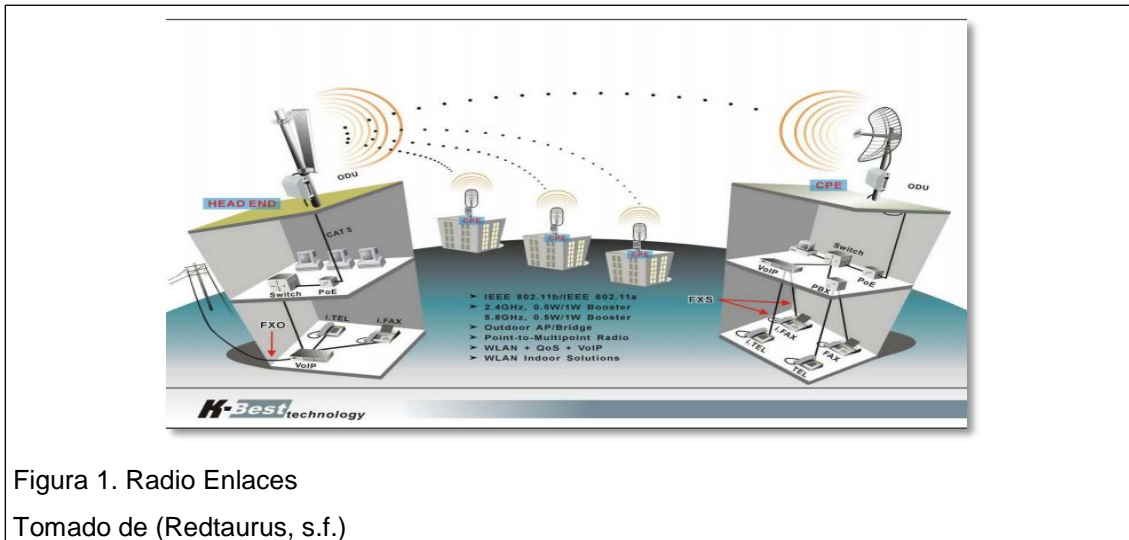 ODU
HEAD END
CAT 5
Switch
PoE
FXO
i.TEL
i.FAX
VoIP
CPE
CPE
CPE
➤ IEEE 802.11b/IEEE 802.11a
➤ 2.4GHz, 0.5W/1W Booster
5.8GHz, 0.5W/1W Booster
➤ Outdoor AP/Bridge
➤ Point-to-Multipoint Radio
➤ WLAN + QoS + VoIP
➤ WLAN Indoor Solutions
CPE
ODU
Switch
VoIP
PBX
PoE
FXS
i.FAX
i.TEL
FAX
TEL
K-Best technology
Figura 1. Radio Enlaces
Tomado de (Redtaurus, s.f.)